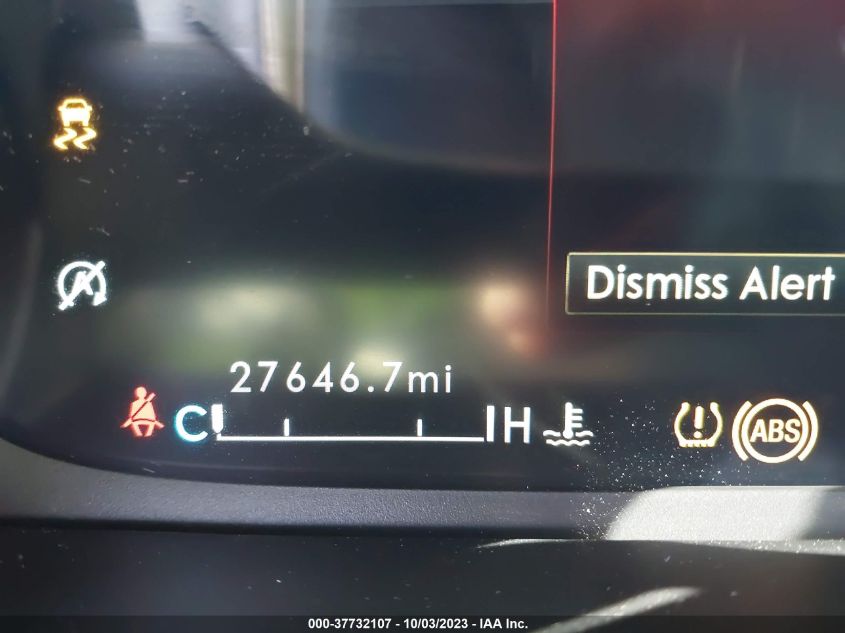 Dismiss Alert
27646.7mi
C H ABS
000-37732107 - 10/03/2023 - IAA Inc.